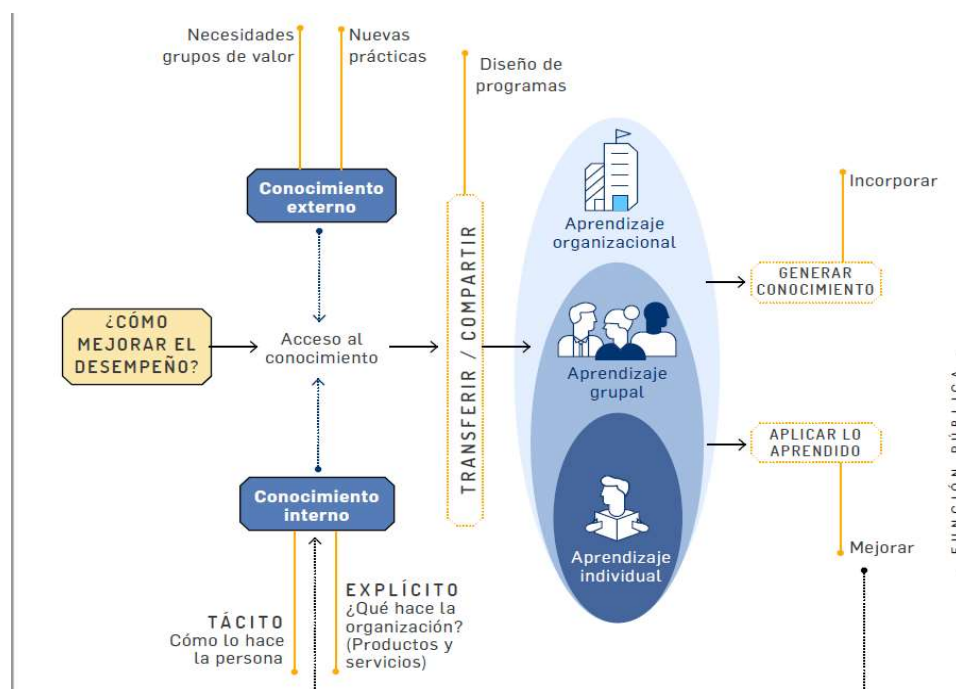 Necesidades
grupos de valor
Nuevas
prácticas
Diseño de
programas
Conocimiento
externo
¿CÓMO
MEJORAR EL
DESEMPEÑO?
Acceso al
conocimiento
TRANSFERIR / COMPARTIR
Aprendizaje
organizacional
Aprendizaje
grupal
Aprendizaje
individual
Incorporar
GENERAR
CONOCIMIENTO
APLICAR LO
APRENDIDO
Mejorar
Conocimiento
interno
TÁCITO
Cómo lo hace
la persona
EXPLÍCITO
¿Qué hace la
organización?
(Productos y
servicios)
FUNCIÓN PÚBLICA